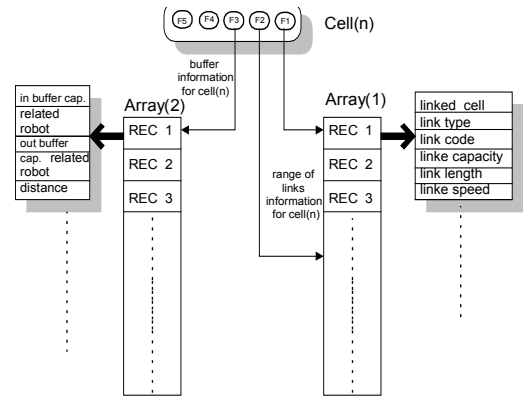 F5 F4 F3 F2 F1
Cell(n)
buffer
information
for cell(n)
Array(2)
Array(1)
in buffer cap.
related
robot
out buffer
cap. related
robot
distance
REC 1
REC 2
REC 3
range of
links
information
for cell(n)
REC 1
REC 2
REC 3
linked cell
link type
link code
linke capacity
link length
linke speed